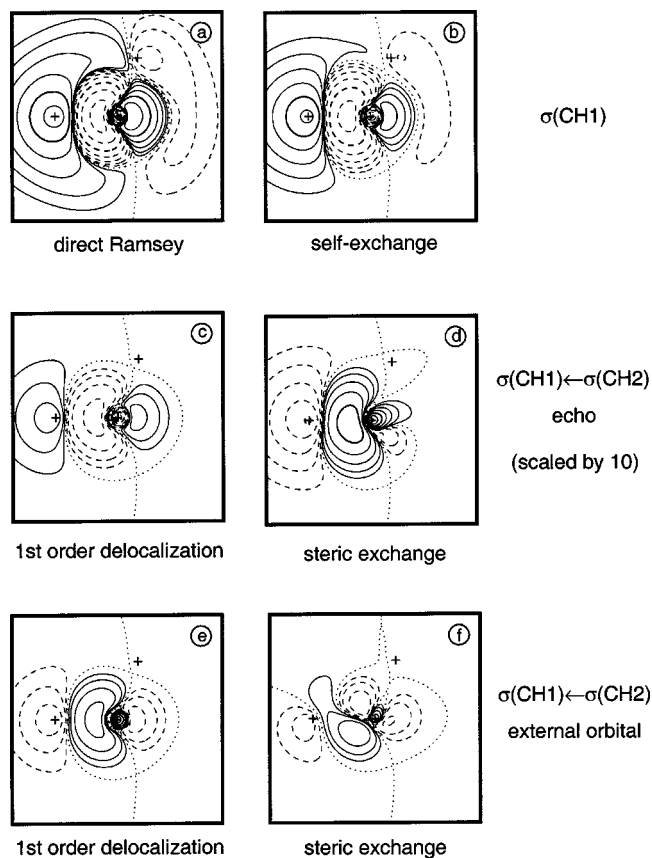 a
b
σ(CH1)
direct Ramsey
self-exchange
c
d
σ(CH1)←σ(CH2)
echo
(scaled by 10)
1st order delocalization
steric exchange
e
f
σ(CH1)←σ(CH2)
external orbital
1st order delocalization
steric exchange